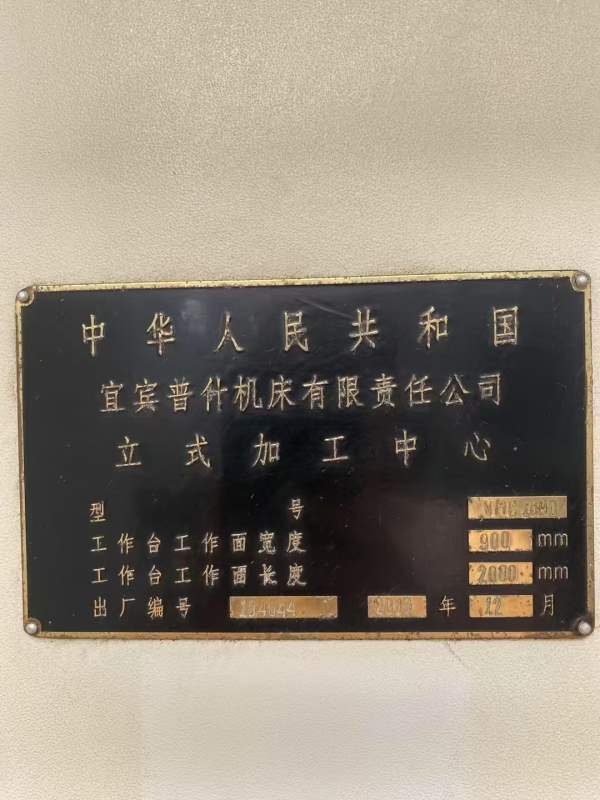 中华人民共和国
宜宾普什机床有限责任公司
立式加工中心
型号
工作台工作面宽度 900 mm
工作台工作面长度 2000 mm
出厂编号 年 12 月